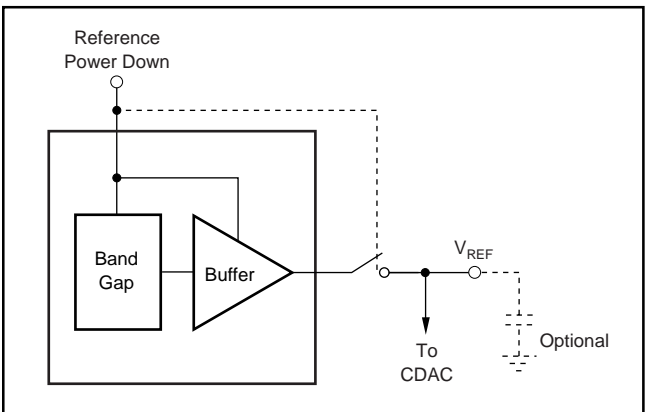 Reference
Power Down
Band
Gap
Buffer
VREF
To
CDAC
Optional